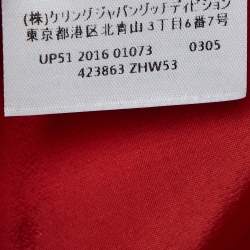 (株)ケリングジャパングッチディビジョン
東京都港区北青山3丁目6番7号
UP51 2016 01073 0305
423863 ZHW53